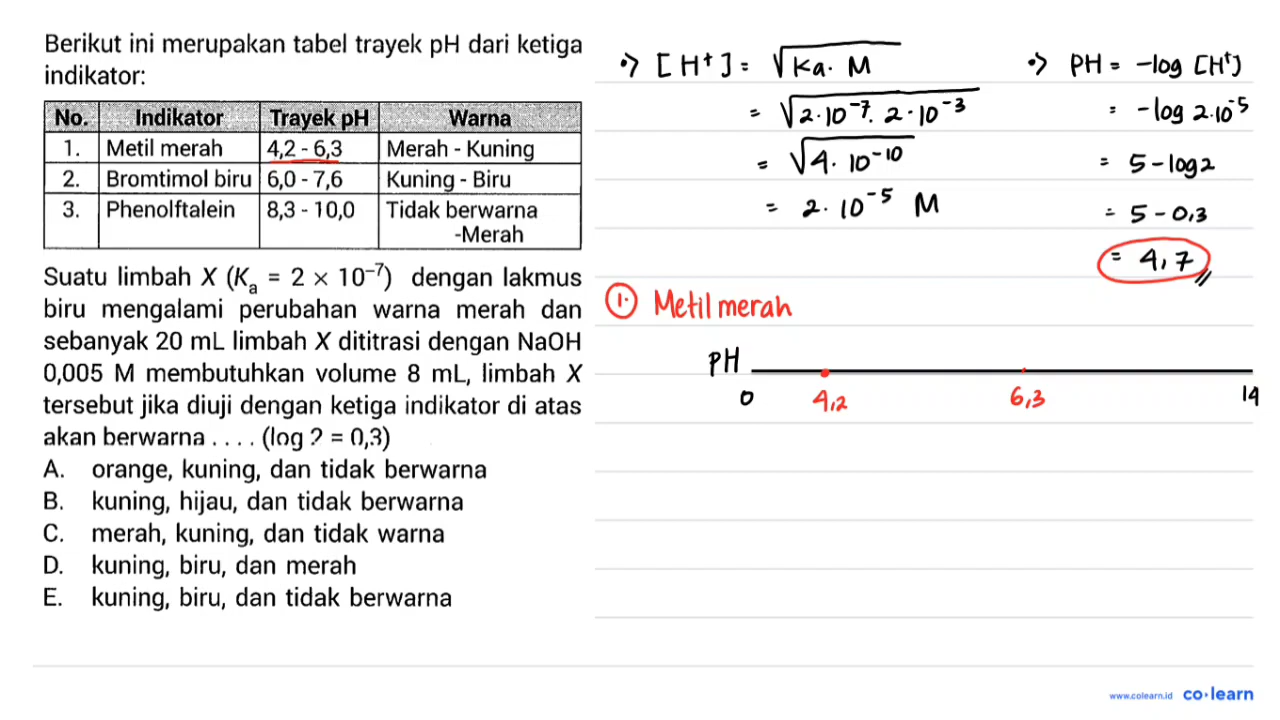 Berikut ini merupakan tabel trayek pH dari ketiga
indikator:
No. Indikator Trayek pH Warna
1. Metil merah 4,2 - 6,3 Merah - Kuning
2. Bromtimol biru 6,0 - 7,6 Kuning - Biru
3. Phenolftalein 8,3 - 10,0 Tidak berwarna
-Merah
Suatu limbah X (Kₐ = 2 × 10⁻⁷) dengan lakmus
biru mengalami perubahan warna merah dan
sebanyak 20 mL limbah X dititrasi dengan NaOH
0,005 M membutuhkan volume 8 mL, limbah X
tersebut jika diuji dengan ketiga indikator di atas
akan berwarna . . . . (log ? = 0,3)
A. orange, kuning, dan tidak berwarna
B. kuning, hijau, dan tidak berwarna
C. merah, kuning, dan tidak warna
D. kuning, biru, dan merah
E. kuning, biru, dan tidak berwarna
•) [H⁺] = √Ka. M
= √2·10⁻⁷. 2·10⁻³
= √4. 10⁻¹⁰
= 2. 10⁻⁵ M
•) PH = -log [H⁺]
= -log 2.10⁻⁵
= 5 - log 2
= 5 - 0,3
= 4,7
1. Metil merah
PH
0 4,2 6,3 14
www.colearn.id co·learn